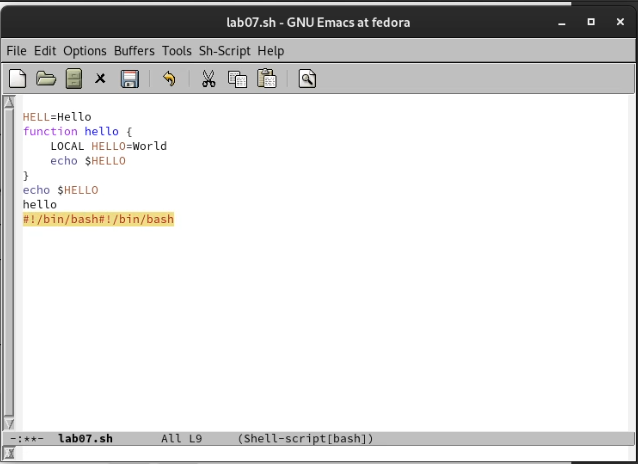 lab07.sh - GNU Emacs at fedora
File Edit Options Buffers Tools Sh-Script Help
HELL=Hello
function hello {
    LOCAL HELLO=World
    echo $HELLO
}
echo $HELLO
hello
#!/bin/bash#!/bin/bash
-:**- lab07.sh All L9 (Shell-script[bash])